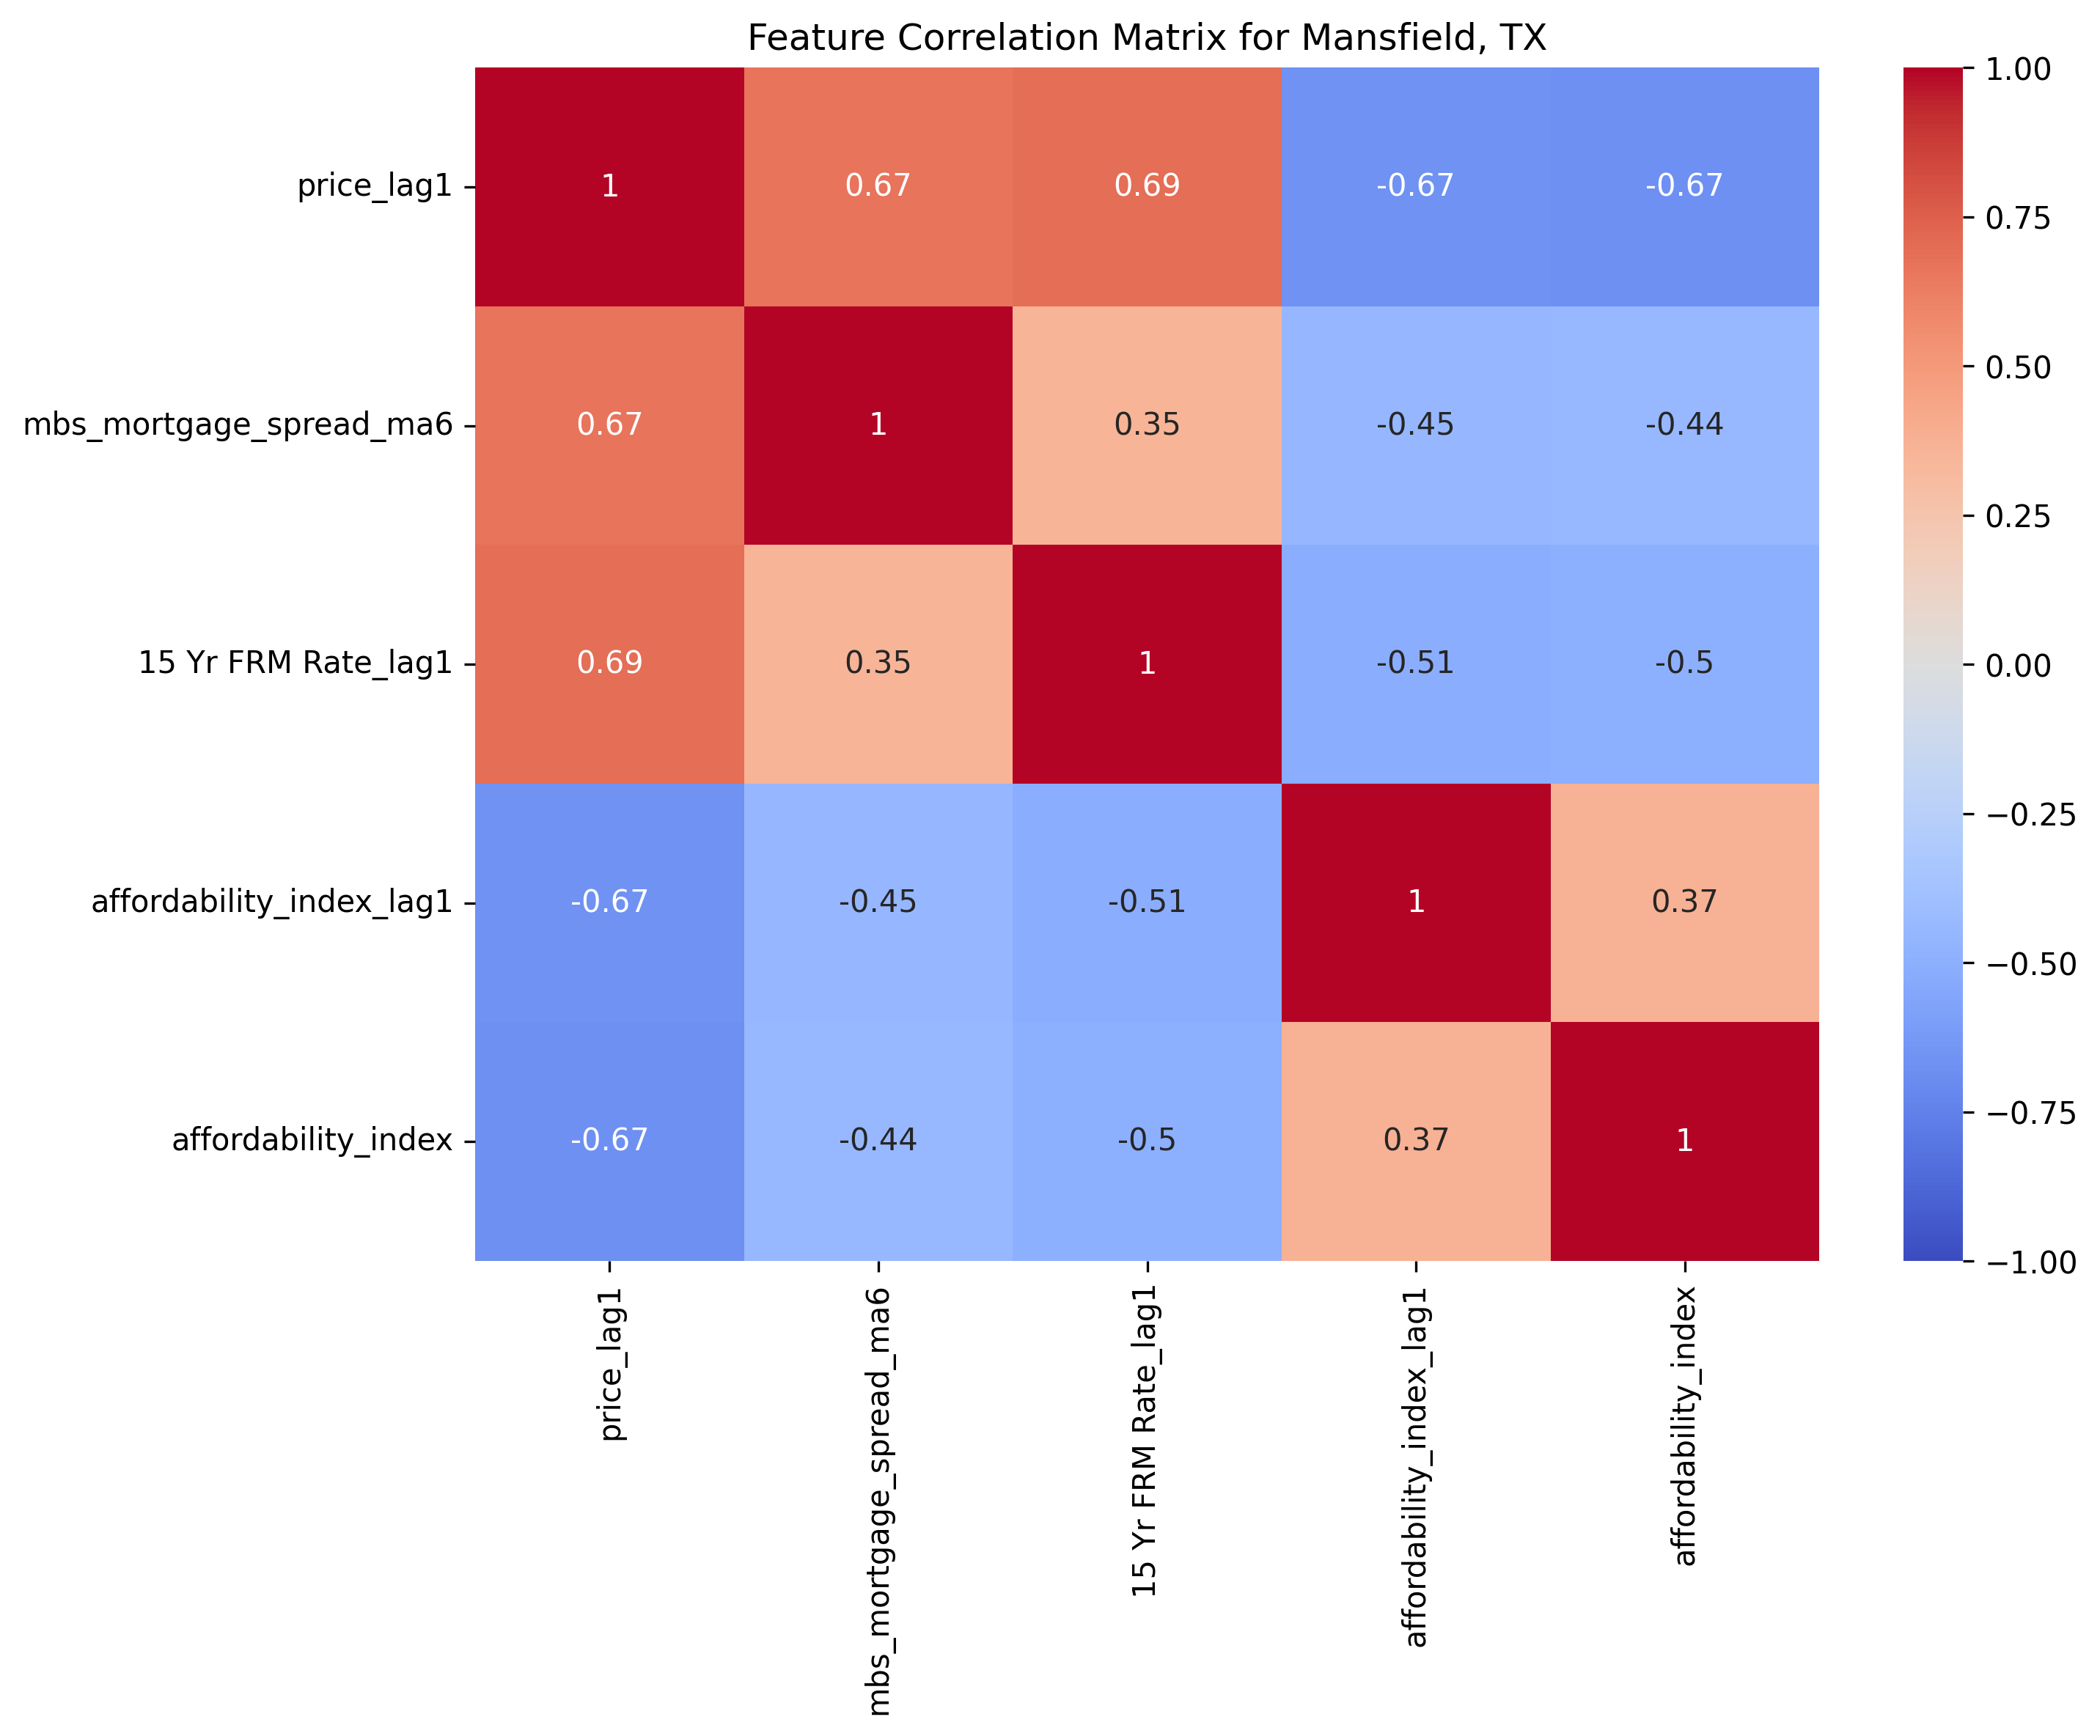 Feature Correlation Matrix for Mansfield, TX
price_lag1 1 0.67 0.69 -0.67 -0.67
mbs_mortgage_spread_ma6 0.67 1 0.35 -0.45 -0.44
15 Yr FRM Rate_lag1 0.69 0.35 1 -0.51 -0.5
affordability_index_lag1 -0.67 -0.45 -0.51 1 0.37
affordability_index -0.67 -0.44 -0.5 0.37 1
price_lag1
mbs_mortgage_spread_ma6
15 Yr FRM Rate_lag1
affordability_index_lag1
affordability_index
1.00
0.75
0.50
0.25
0.00
−0.25
−0.50
−0.75
−1.00